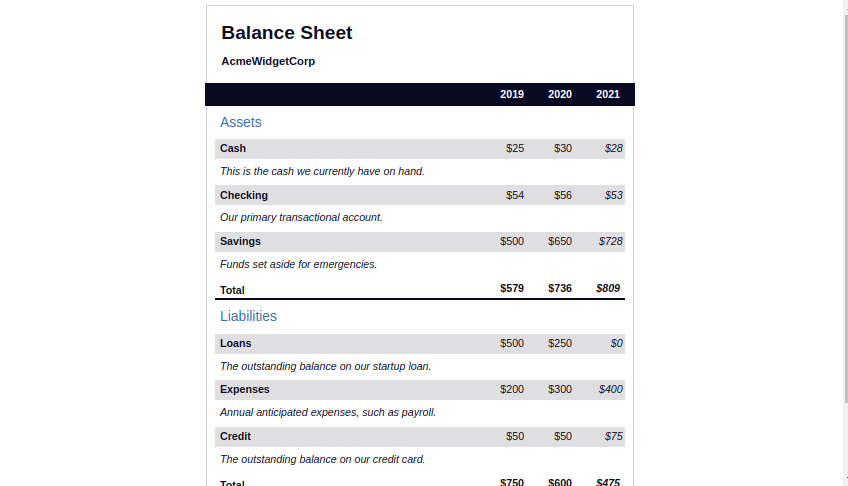 Balance Sheet
AcmeWidgetCorp
2019 2020 2021
Assets
Cash $25 $30 $28
This is the cash we currently have on hand.
Checking $54 $56 $53
Our primary transactional account.
Savings $500 $650 $728
Funds set aside for emergencies.
Total $579 $736 $809
Liabilities
Loans $500 $250 $0
The outstanding balance on our startup loan.
Expenses $200 $300 $400
Annual anticipated expenses, such as payroll.
Credit $50 $50 $75
The outstanding balance on our credit card.
Total $750 $600 $475